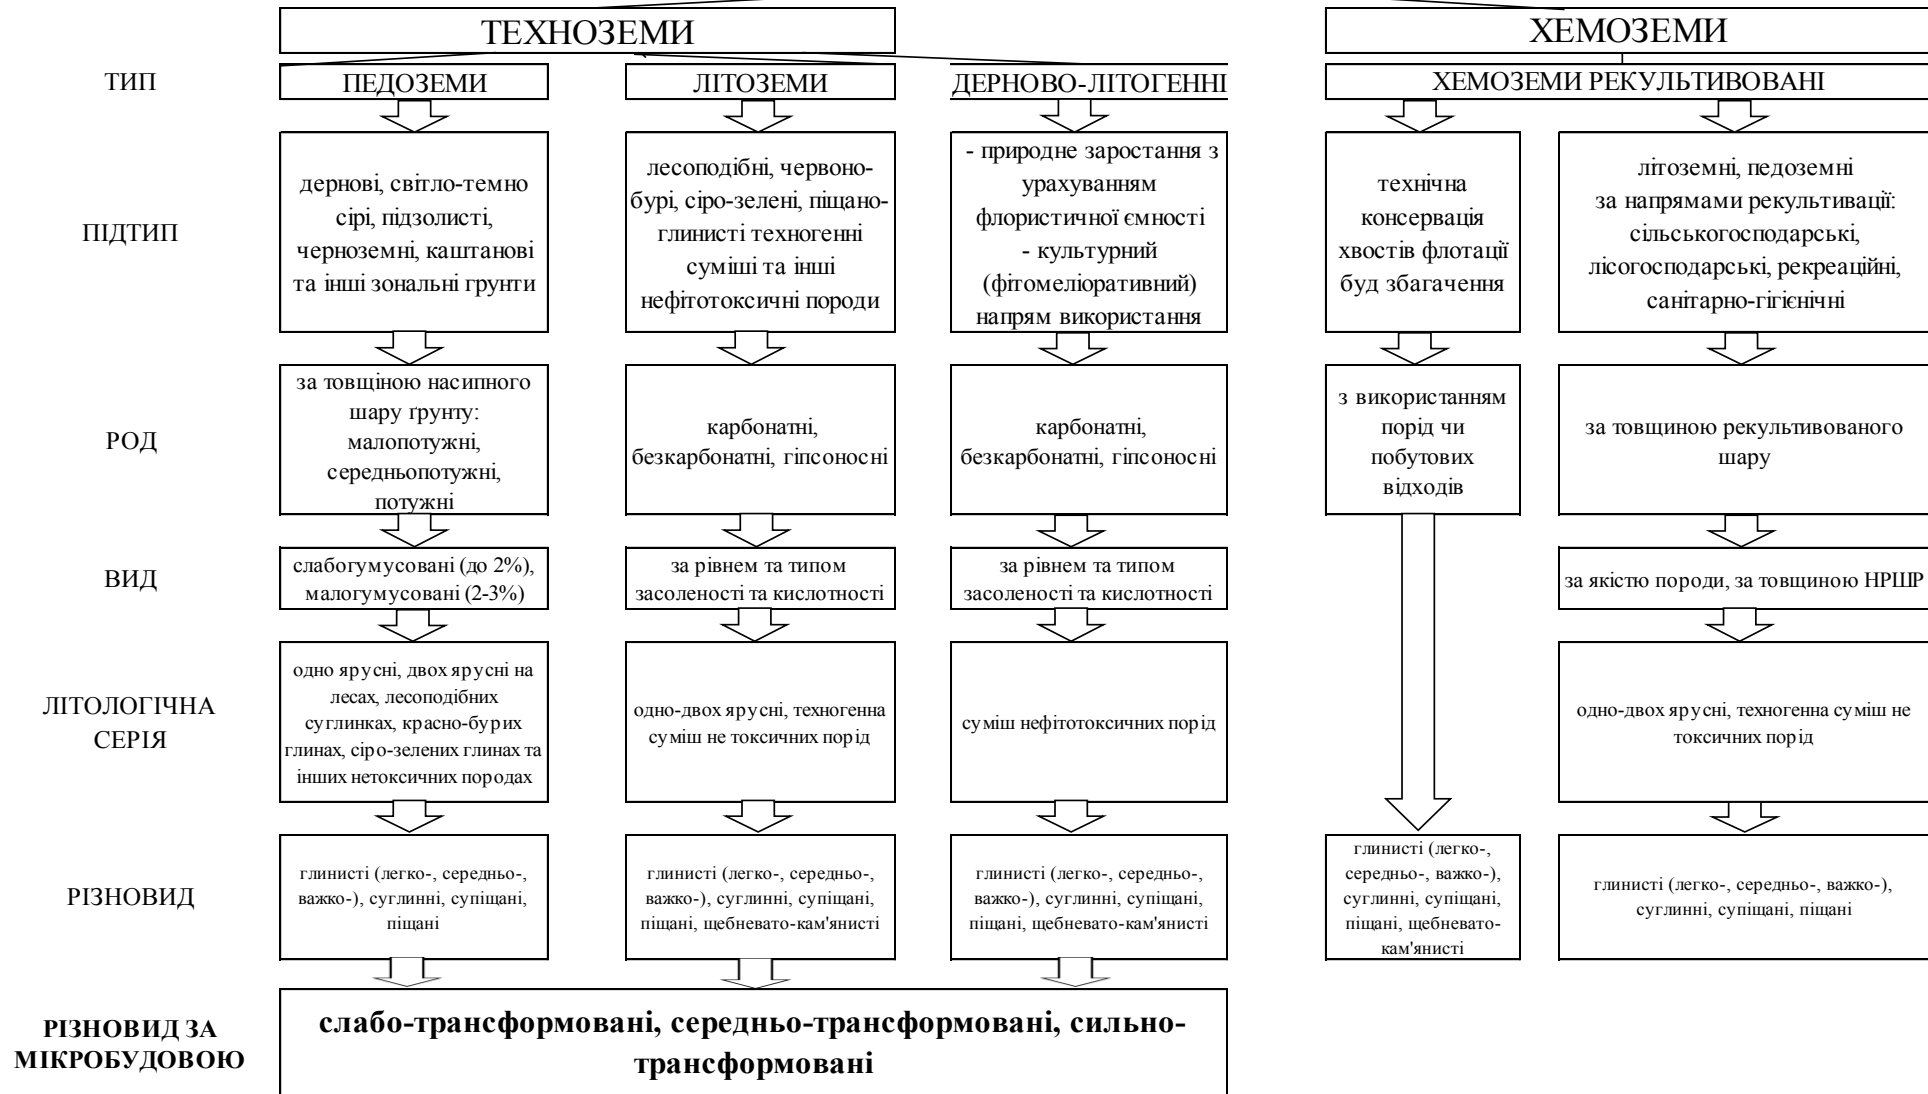 ТЕХНОЗЕМИ
ХЕМОЗЕМИ
ТИП
ПЕДОЗЕМИ
ЛІТОЗЕМИ
ДЕРНОВО-ЛІТОГЕННІ
ХЕМОЗЕМИ РЕКУЛЬТИВОВАНІ
ПІДТИП
дернові, світло-темно
сірі, підзолисті,
черноземні, каштанові
та інші зональні грунти
лесоподібні, червоно-
бурі, сіро-зелені, піщано-
глинисті техногенні
суміші та інші
нефітотоксичні породи
- природне заростання з
урахуванням
флористичної ємності
- культурний
(фітомеліоративний)
напрям використання
технічна
консервація
хвостів флотації
буд збагачення
літоземні, педоземні
за напрямами рекультивації:
сільськогосподарські,
лісогосподарські, рекреаційні,
санітарно-гігієнічні
РОД
за товщіною насипного
шару ґрунту:
малопотужні,
середньопотужні,
потужні
карбонатні,
безкарбонатні, гіпсоносні
карбонатні,
безкарбонатні, гіпсоносні
з використанням
порід чи
побутових
відходів
за товщиною рекультивованого
шару
ВИД
слабогумусовані (до 2%),
малогумусовані (2-3%)
за рівнем та типом
засоленості та кислотності
за рівнем та типом
засоленості та кислотності
за якістю породи, за товщиною НРШР
ЛІТОЛОГІЧНА
СЕРІЯ
одно ярусні, двох ярусні на
лесах, лесоподібних
суглинках, красно-бурих
глинах, сіро-зелених глинах та
інших нетоксичних породах
одно-двох ярусні, техногенна
суміш не токсичних порід
суміш нефітотоксичних порід
одно-двох ярусні, техногенна суміш не
токсичних порід
РІЗНОВИД
глинисті (легко-, середньо-,
важко-), суглинні, супіщані,
піщані
глинисті (легко-, середньо-,
важко-), суглинні, супіщані,
піщані, щебневато-кам'янисті
глинисті (легко-, середньо-,
важко-), суглинні, супіщані,
піщані, щебневато-кам'янисті
глинисті (легко-,
середньо-, важко-),
суглинні, супіщані,
піщані, щебневато-
кам'янисті
глинисті (легко-, середньо-, важко-),
суглинні, супіщані, піщані
РІЗНОВИД ЗА
МІКРОБУДОВОЮ
слабо-трансформовані, середньо-трансформовані, сильно-
трансформовані